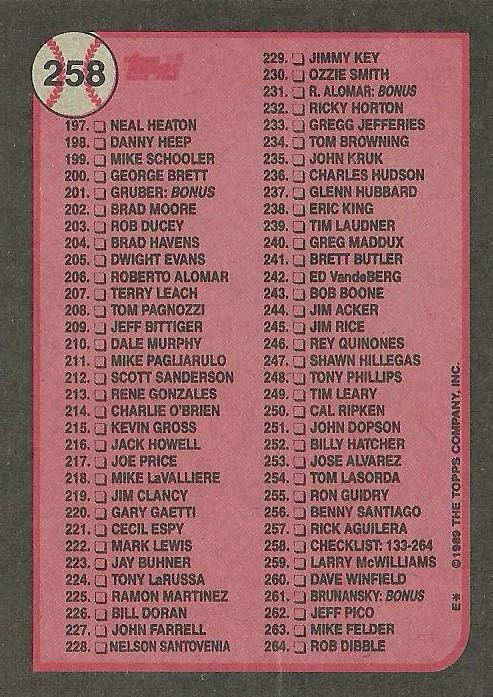 258
topps
197. NEAL HEATON
198. DANNY HEEP
199. MIKE SCHOOLER
200. GEORGE BRETT
201. GRUBER: BONUS
202. BRAD MOORE
203. ROB DUCEY
204. BRAD HAVENS
205. DWIGHT EVANS
206. ROBERTO ALOMAR
207. TERRY LEACH
208. TOM PAGNOZZI
209. JEFF BITTIGER
210. DALE MURPHY
211. MIKE PAGLIARULO
212. SCOTT SANDERSON
213. RENE GONZALES
214. CHARLIE O'BRIEN
215. KEVIN GROSS
216. JACK HOWELL
217. JOE PRICE
218. MIKE LaVALLIERE
219. JIM CLANCY
220. GARY GAETTI
221. CECIL ESPY
222. MARK LEWIS
223. JAY BUHNER
224. TONY LaRUSSA
225. RAMON MARTINEZ
226. BILL DORAN
227. JOHN FARRELL
228. NELSON SANTOVENIA
229. JIMMY KEY
230. OZZIE SMITH
231. R. ALOMAR: BONUS
232. RICKY HORTON
233. GREGG JEFFERIES
234. TOM BROWNING
235. JOHN KRUK
236. CHARLES HUDSON
237. GLENN HUBBARD
238. ERIC KING
239. TIM LAUDNER
240. GREG MADDUX
241. BRETT BUTLER
242. ED VandeBERG
243. BOB BOONE
244. JIM ACKER
245. JIM RICE
246. REY QUINONES
247. SHAWN HILLEGAS
248. TONY PHILLIPS
249. TIM LEARY
250. CAL RIPKEN
251. JOHN DOPSON
252. BILLY HATCHER
253. JOSE ALVAREZ
254. TOM LASORDA
255. RON GUIDRY
256. BENNY SANTIAGO
257. RICK AGUILERA
258. CHECKLIST: 133-264
259. LARRY McWILLIAMS
260. DAVE WINFIELD
261. BRUNANSKY: BONUS
262. JEFF PICO
263. MIKE FELDER
264. ROB DIBBLE
E* ©1989 THE TOPPS COMPANY, INC.